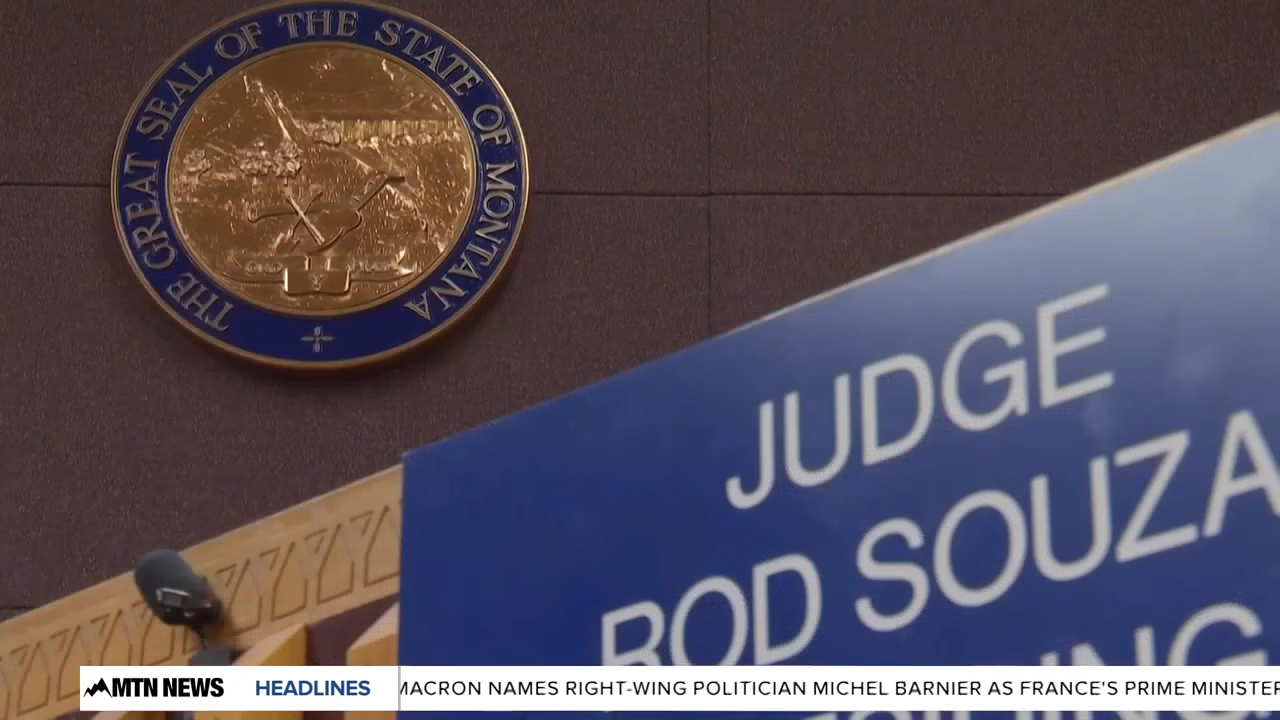 THE GREAT SEAL OF THE STATE OF MONTANA
JUDGE
ROD SOUZA
MTN NEWS HEADLINES MACRON NAMES RIGHT-WING POLITICIAN MICHEL BARNIER AS FRANCE'S PRIME MINISTER